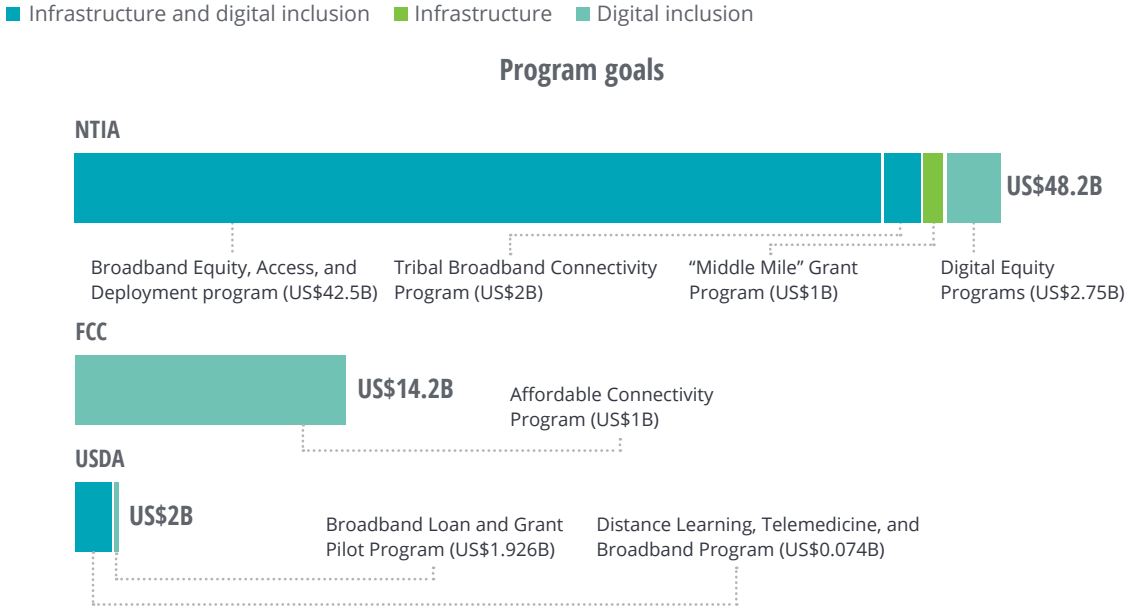 Infrastructure and digital inclusion Infrastructure Digital inclusion
Program goals
NTIA
US$48.2B
Broadband Equity, Access, and
Deployment program (US$42.5B)
Tribal Broadband Connectivity
Program (US$2B)
“Middle Mile” Grant
Program (US$1B)
Digital Equity
Programs (US$2.75B)
FCC
US$14.2B
Affordable Connectivity
Program (US$1B)
USDA
US$2B
Broadband Loan and Grant
Pilot Program (US$1.926B)
Distance Learning, Telemedicine, and
Broadband Program (US$0.074B)